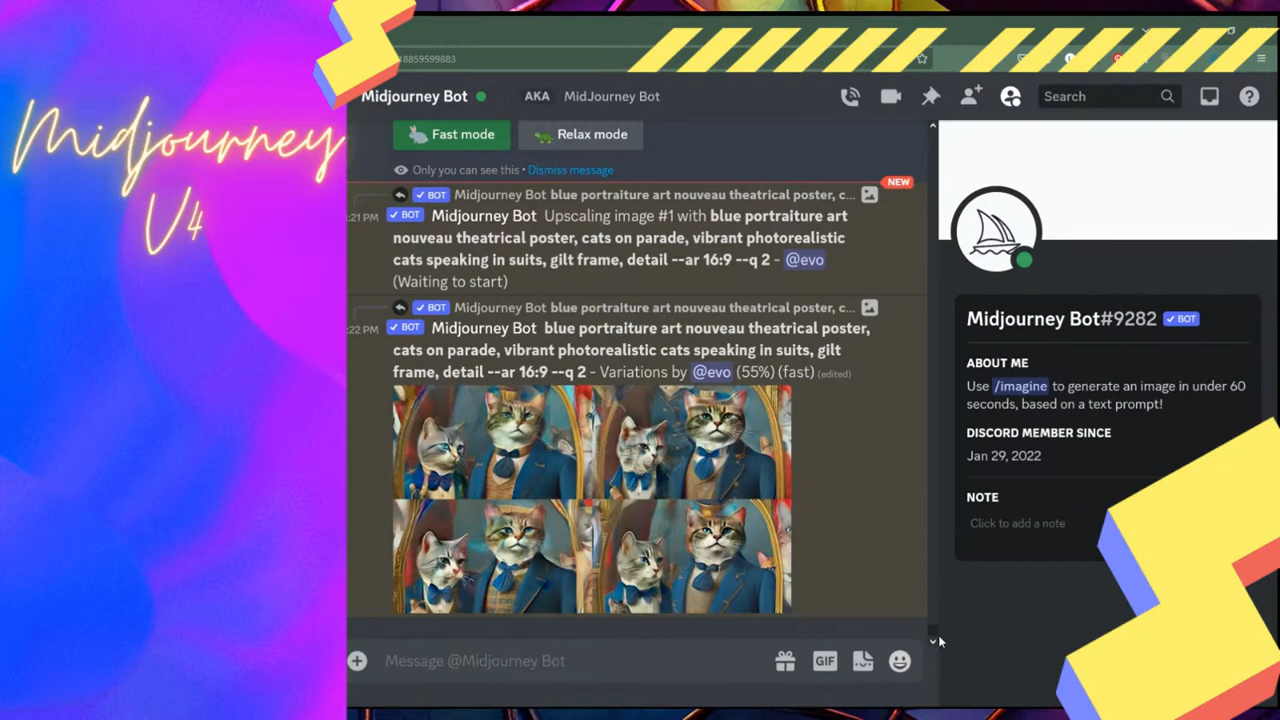 Midjourney
V4
18859599883
Midjourney Bot AKA MidJourney Bot
Search
Fast mode Relax mode
Only you can see this • Dismiss message
NEW
BOT Midjourney Bot blue portraiture art nouveau theatrical poster, c...
:21 PM BOT Midjourney Bot Upscaling image #1 with blue portraiture art
nouveau theatrical poster, cats on parade, vibrant photorealistic
cats speaking in suits, gilt frame, detail --ar 16:9 --q 2 - @evo
(Waiting to start)
BOT Midjourney Bot blue portraiture art nouveau theatrical poster, c...
:22 PM BOT Midjourney Bot blue portraiture art nouveau theatrical poster,
cats on parade, vibrant photorealistic cats speaking in suits, gilt
frame, detail --ar 16:9 --q 2 - Variations by @evo (55%) (fast) (edited)
Message @Midjourney Bot
GIF
Midjourney Bot#9282 BOT
ABOUT ME
Use /imagine to generate an image in under 60
seconds, based on a text prompt!
DISCORD MEMBER SINCE
Jan 29, 2022
NOTE
Click to add a note